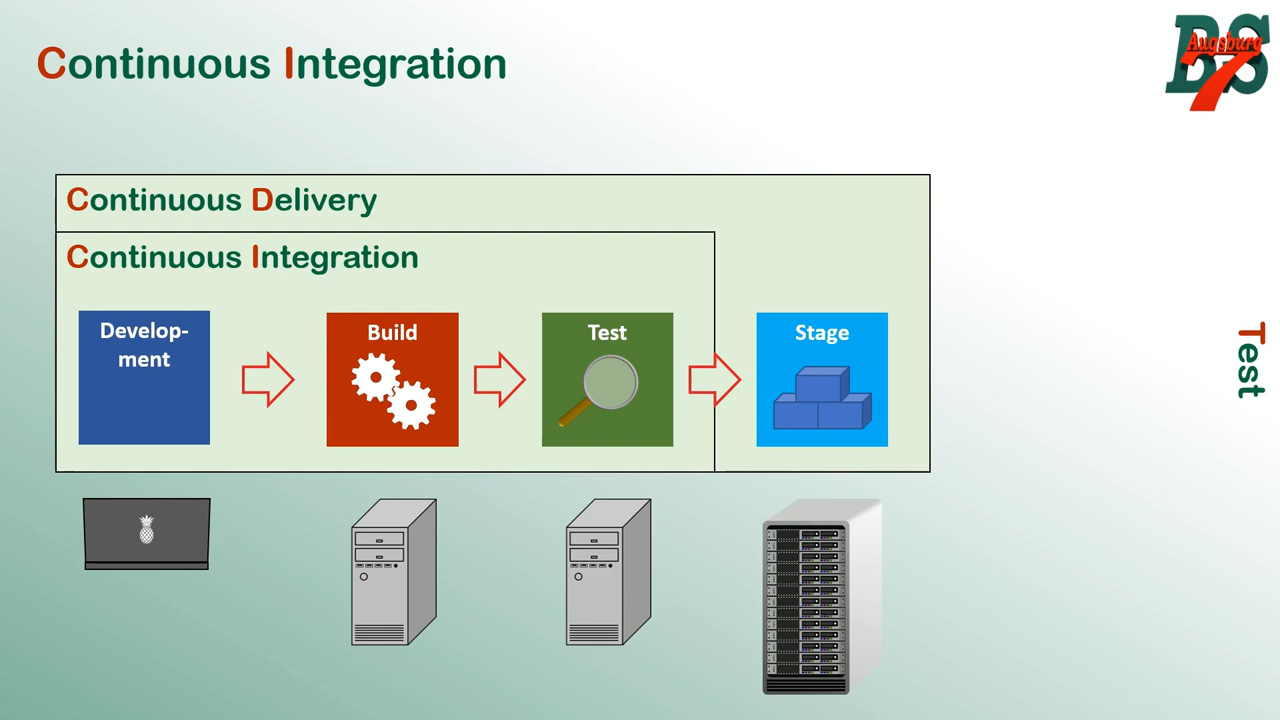 Continuous Integration
BS
Augsburg
7
Continuous Delivery
Continuous Integration
Develop-
ment
Build
Test
Stage
Test